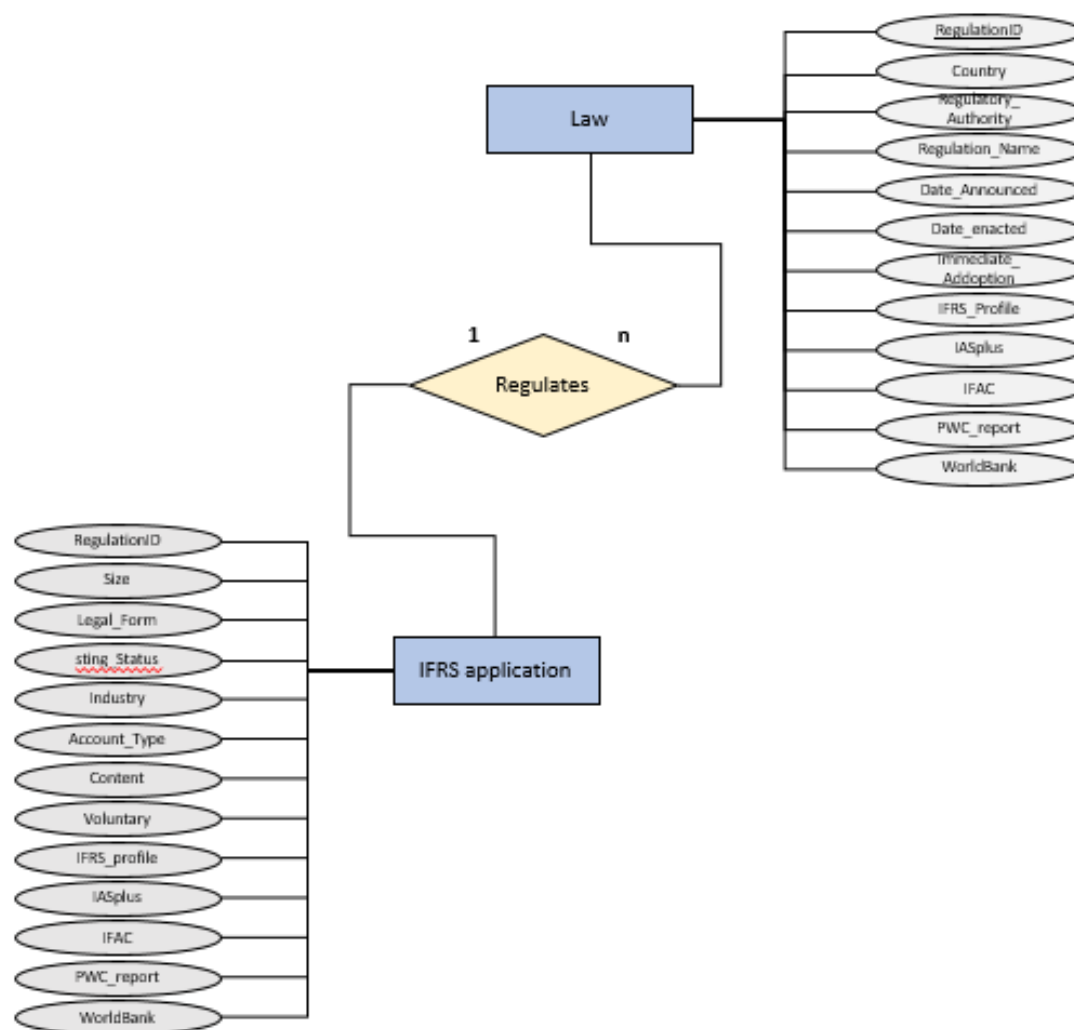 RegulationID
Country
Law
Regulatory_
Authority
Regulation_Name
Date_Announced
Date_enacted
Immediate_
Addoption
IFRS_Profile
1
n
IASplus
Regulates
IFAC
PWC_report
WorldBank
RegulationID
Size
Legal_Form
sting_Status
IFRS application
Industry
Account_Type
Content
Voluntary
IFRS_profile
IASplus
IFAC
PWC_report
WorldBank